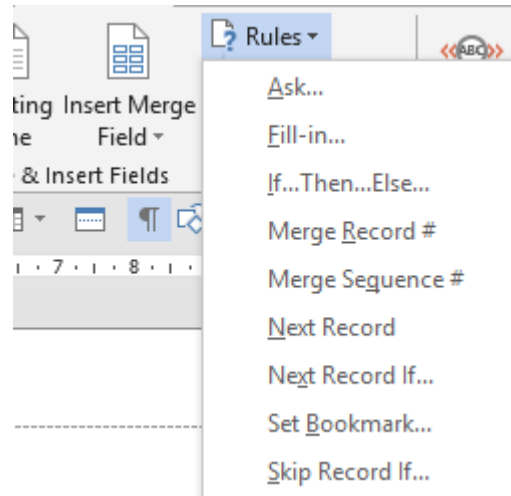 Rules
«ABC»
ting Insert Merge
ne Field
& Insert Fields
Ask...
Fill-in...
If...Then...Else...
Merge Record #
Merge Sequence #
Next Record
Next Record If...
Set Bookmark...
Skip Record If...
¶
7 8